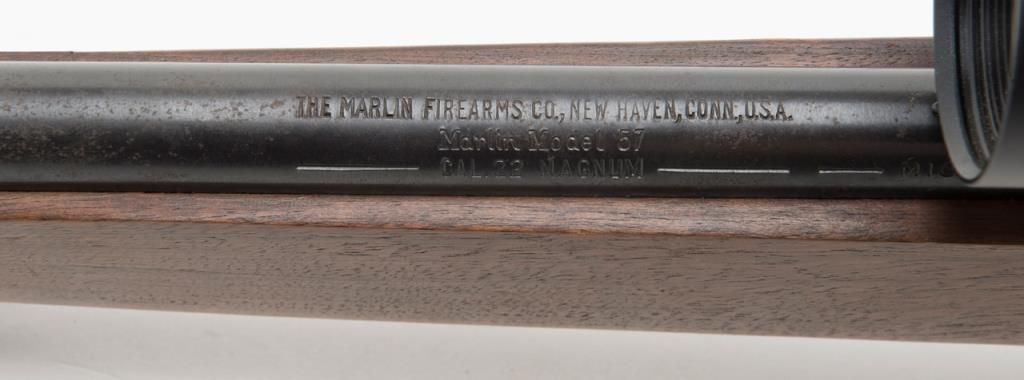 THE MARLIN FIREARMS CO., NEW HAVEN, CONN., U.S.A.
Marlin Model 57
CAL. 22 MAGNUM